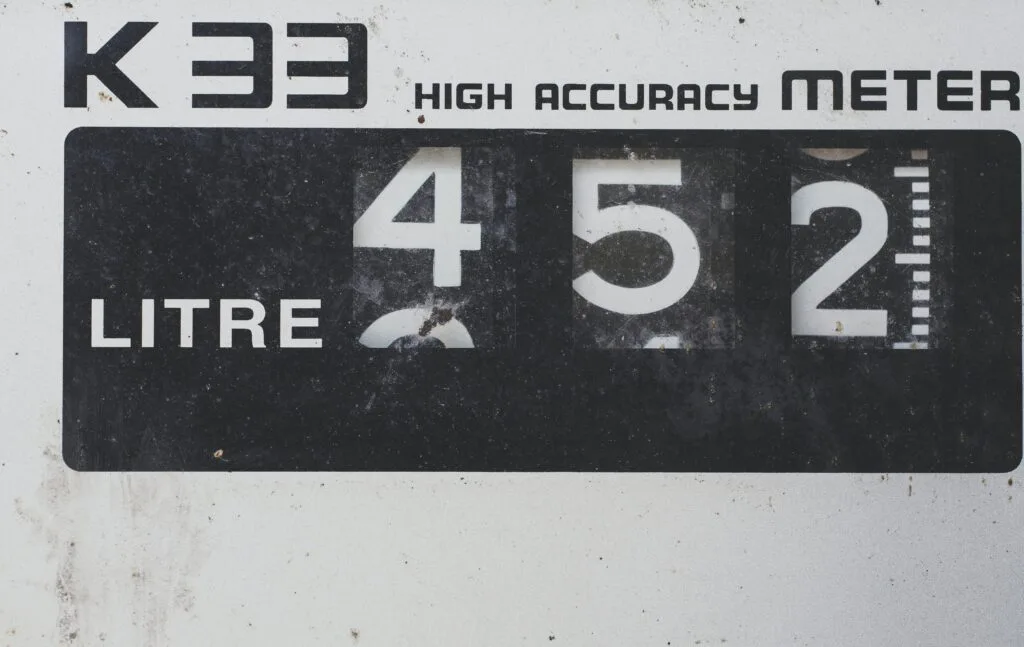 K33 HIGH ACCURACY METER
LITRE 452